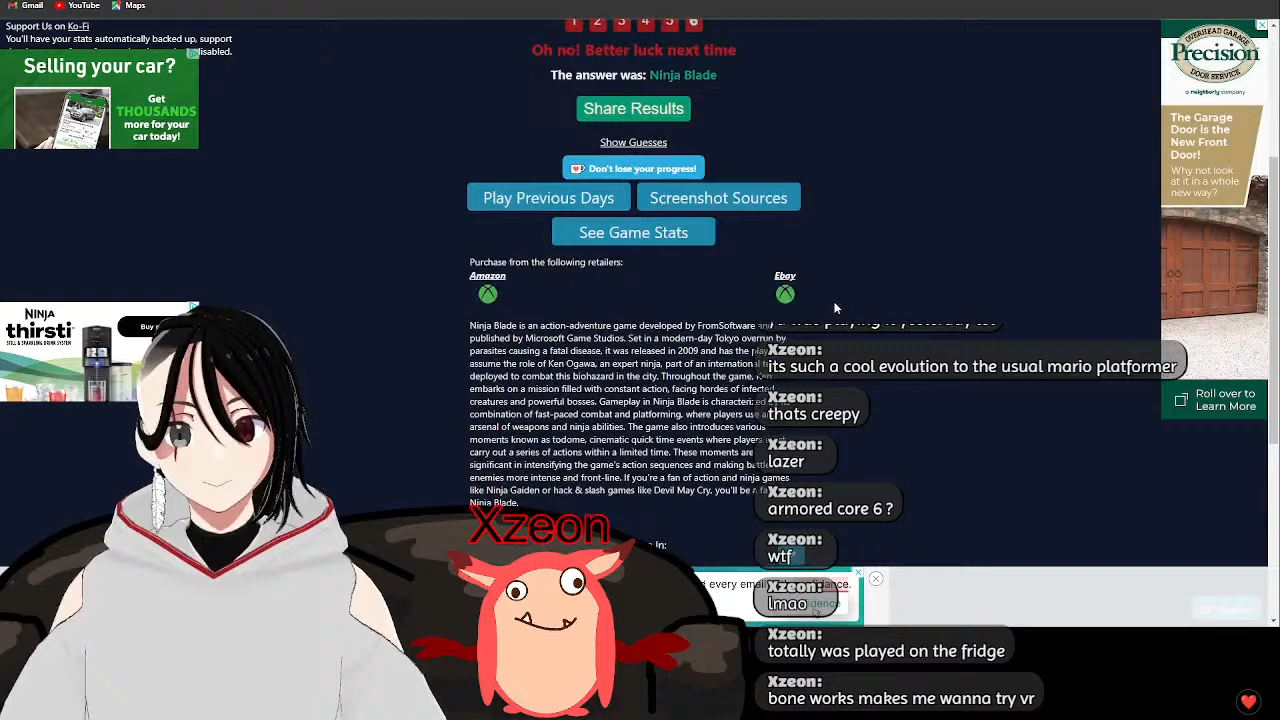 Gmail
YouTube
Maps
Support Us on Ko-Fi
You'll have your stats automatically backed up, support
disabled.
Selling your car?
Get
THOUSANDS
more for your
car today!
NINJA
thirsti
STILL & SPARKLING DRINK SYSTEM
1 2 3 4 5 6
Oh no! Better luck next time
The answer was: Ninja Blade
Share Results
Show Guesses
Don't lose your progress!
Play Previous Days
Screenshot Sources
See Game Stats
Purchase from the following retailers:
Amazon
Ebay
Ninja Blade is an action-adventure game developed by FromSoftware
published by Microsoft Game Studios. Set in a modern-day Tokyo overrun by
parasites causing a fatal disease, it was released in 2009 and has the
assume the role of Ken Ogawa, an expert ninja, part of an international
deployed to combat this biohazard in the city. Throughout the game,
embarks on a mission filled with constant action, facing hordes of infected
creatures and powerful bosses. Gameplay in Ninja Blade is characterized
combination of fast-paced combat and platforming, where players use
arsenal of weapons and ninja abilities. The game also introduces various
moments known as todome, cinematic quick time events where players
carry out a series of actions within a limited time. These moments are
significant in intensifying the game's action sequences and making
enemies more intense and front-line. If you're a fan of action and ninja games
like Ninja Gaiden or hack & slash games like Devil May Cry, you'll be a
Ninja Blade.
In:
Xzeon
was playing it yesterday
Xzeon:
its such a cool evolution to the usual mario platformer
Xzeon:
thats creepy
Xzeon:
lazer
Xzeon:
armored core 6 ?
Xzeon:
wtf
Xzeon:
lmao
Xzeon:
totally was played on the fridge
Xzeon:
bone works makes me wanna try vr
OVERHEAD GARAGE
Precision
DOOR SERVICE
a neighborly company
The Garage
Door is the
New Front
Door!
Why not look
at it in a whole
new way?
Roll over to
Learn More